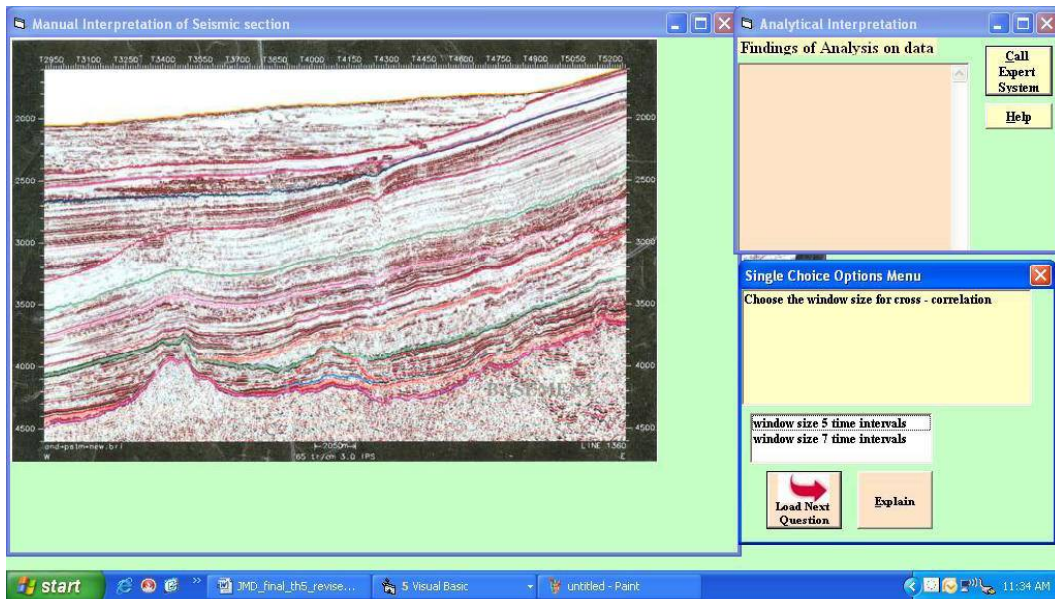 Manual Interpretation of Seismic section
T2950 T3100 T3250 T3400 T3550 T3700 T3850 T4000 T4150 T4300 T4450 T4600 T4750 T4900 T5050 T5200
2000
2500
3000
3500
4000
4500
2000
2500
3000
3500
4000
4500
BASEMENT
W
2050m
65 tr/cm 3.0 IPS
LINE 1360
E
Analytical Interpretation
Findings of Analysis on data
Call
Expert
System
Help
Single Choice Options Menu
Choose the window size for cross - correlation
window size 5 time intervals
window size 7 time intervals
Load Next
Question
Explain
start
JMD_final_th5_revise...
5 Visual Basic
untitled - Paint
11:34 AM